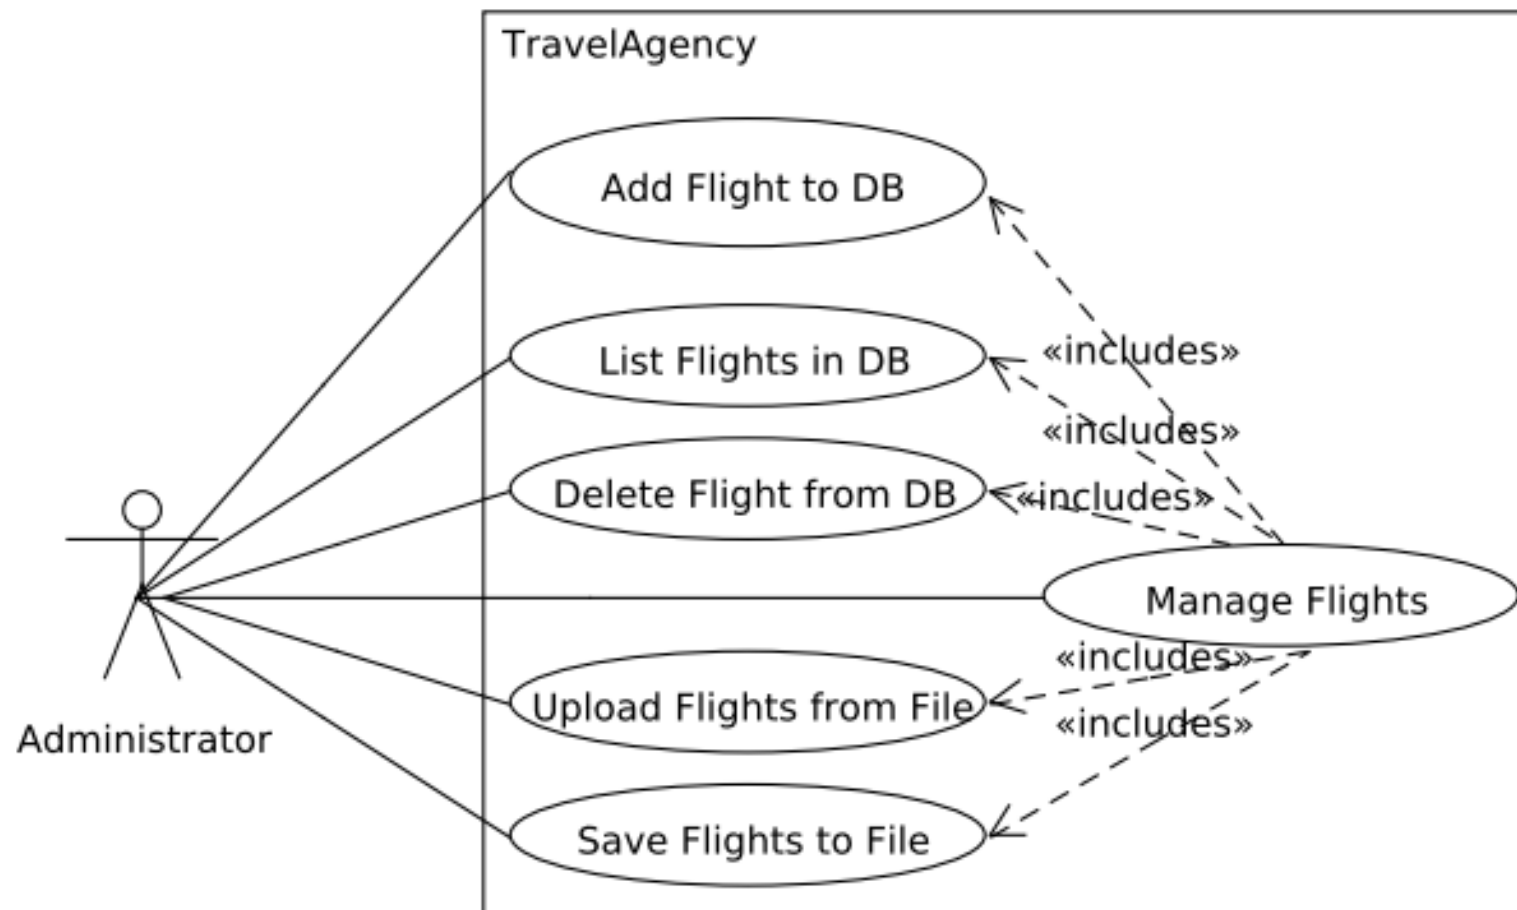 TravelAgency
Add Flight to DB
List Flights in DB
«includes»
«includes»
Delete Flight from DB
«includes»
Manage Flights
«includes»
Upload Flights from File
«includes»
Administrator
Save Flights to File